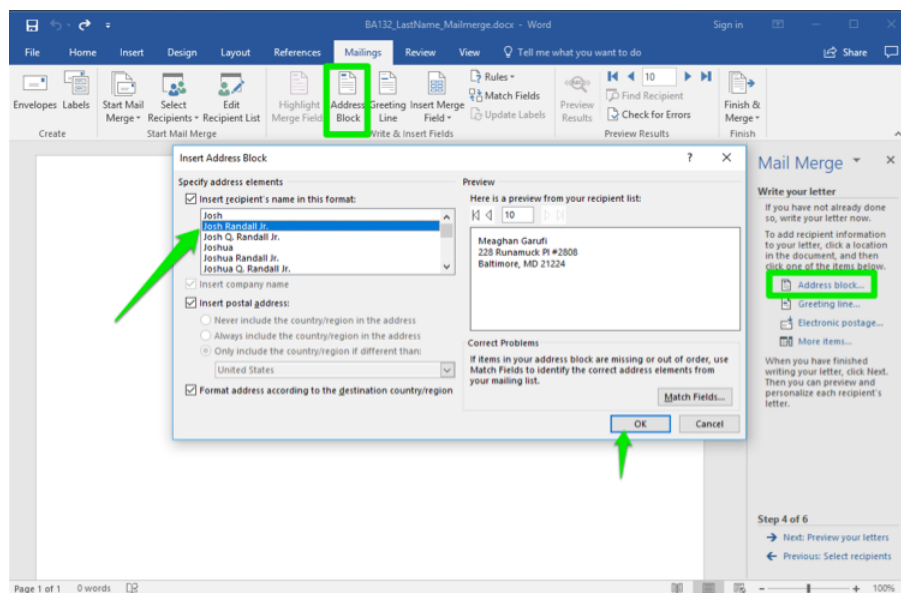 BA132_LastName_Mailmerge.docx - Word
Sign in
File Home Insert Design Layout References Mailings Review View Tell me what you want to do Share
Envelopes Labels
Create
Start Mail Merge
Select Recipients
Edit Recipient List
Start Mail Merge
Highlight Merge Field
Address Block
Greeting Line
Insert Merge Field
Write & Insert Fields
Rules
Match Fields
Update Labels
Preview Results
10
Find Recipient
Check for Errors
Preview Results
Finish & Merge
Finish
Insert Address Block
? ×
Specify address elements
Insert recipient's name in this format:
Josh
Josh Randall Jr.
Josh Q. Randall Jr.
Joshua
Joshua Randall Jr.
Joshua Q. Randall Jr.
Insert company name
Insert postal address:
Never include the country/region in the address
Always include the country/region in the address
Only include the country/region if different than:
United States
Format address according to the destination country/region
Preview
Here is a preview from your recipient list:
10
Meaghan Garufi
228 Runamuck Pl #2808
Baltimore, MD 21224
Correct Problems
If items in your address block are missing or out of order, use
Match Fields to identify the correct address elements from
your mailing list.
Match Fields...
OK Cancel
Mail Merge
Write your letter
If you have not already done
so, write your letter now.
To add recipient information
to your letter, click a location
in the document, and then
click one of the items below.
Address block...
Greeting line...
Electronic postage...
More items...
When you have finished
writing your letter, click Next.
Then you can preview and
personalize each recipient's
letter.
Step 4 of 6
Next: Preview your letters
Previous: Select recipients
Page 1 of 1 0 words
100%